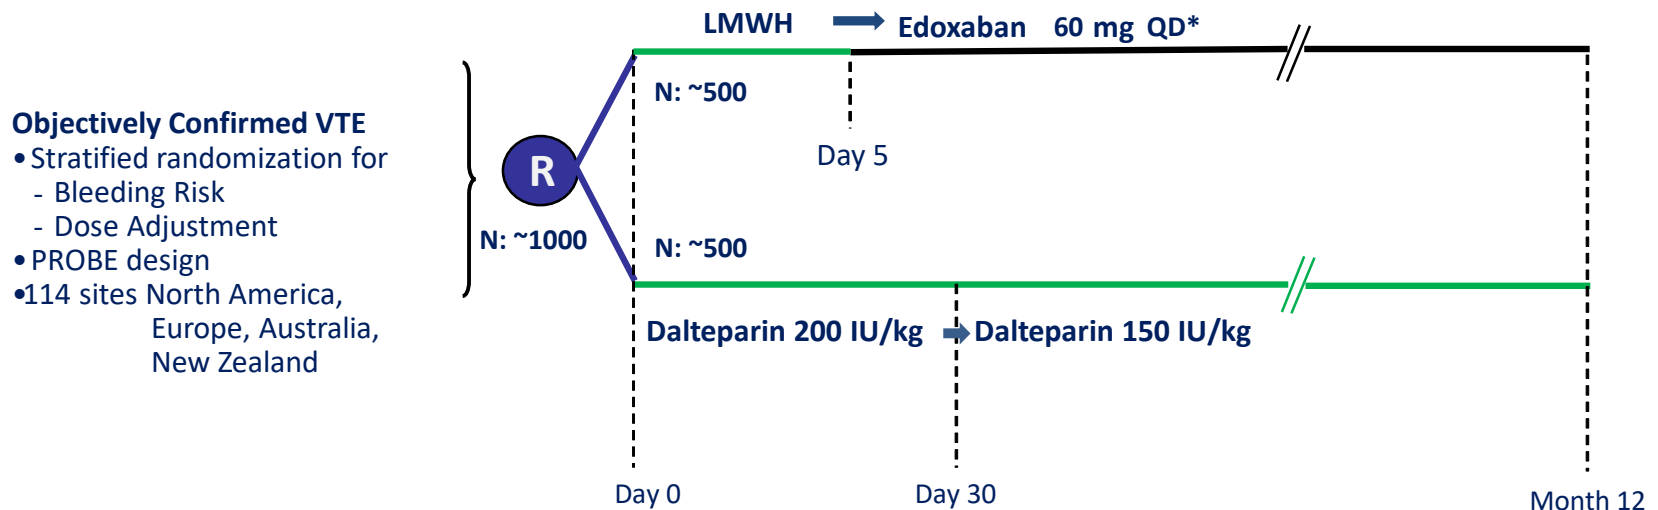 LMWH
Edoxaban 60 mg QD*
N: ~500
Objectively Confirmed VTE
•Stratified randomization for
- Bleeding Risk
- Dose Adjustment
•PROBE design
•114 sites North America,
Europe, Australia,
New Zealand
R
N: ~1000
Day 5
N: ~500
Dalteparin 200 IU/kg
Dalteparin 150 IU/kg
Day 0
Day 30
Month 12